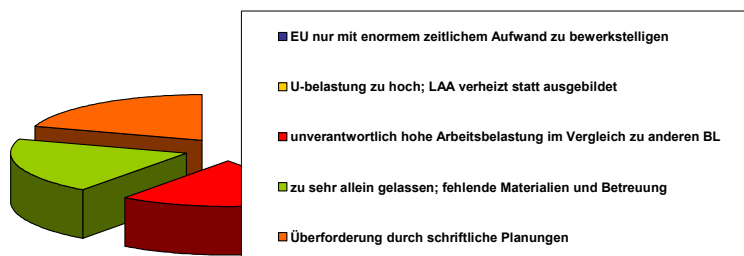 EU nur mit enormem zeitlichem Aufwand zu bewerkstelligen
U-belastung zu hoch; LAA verheizt statt ausgebildet
unverantwortlich hohe Arbeitsbelastung im Vergleich zu anderen BL
zu sehr allein gelassen; fehlende Materialien und Betreuung
Überforderung durch schriftliche Planungen